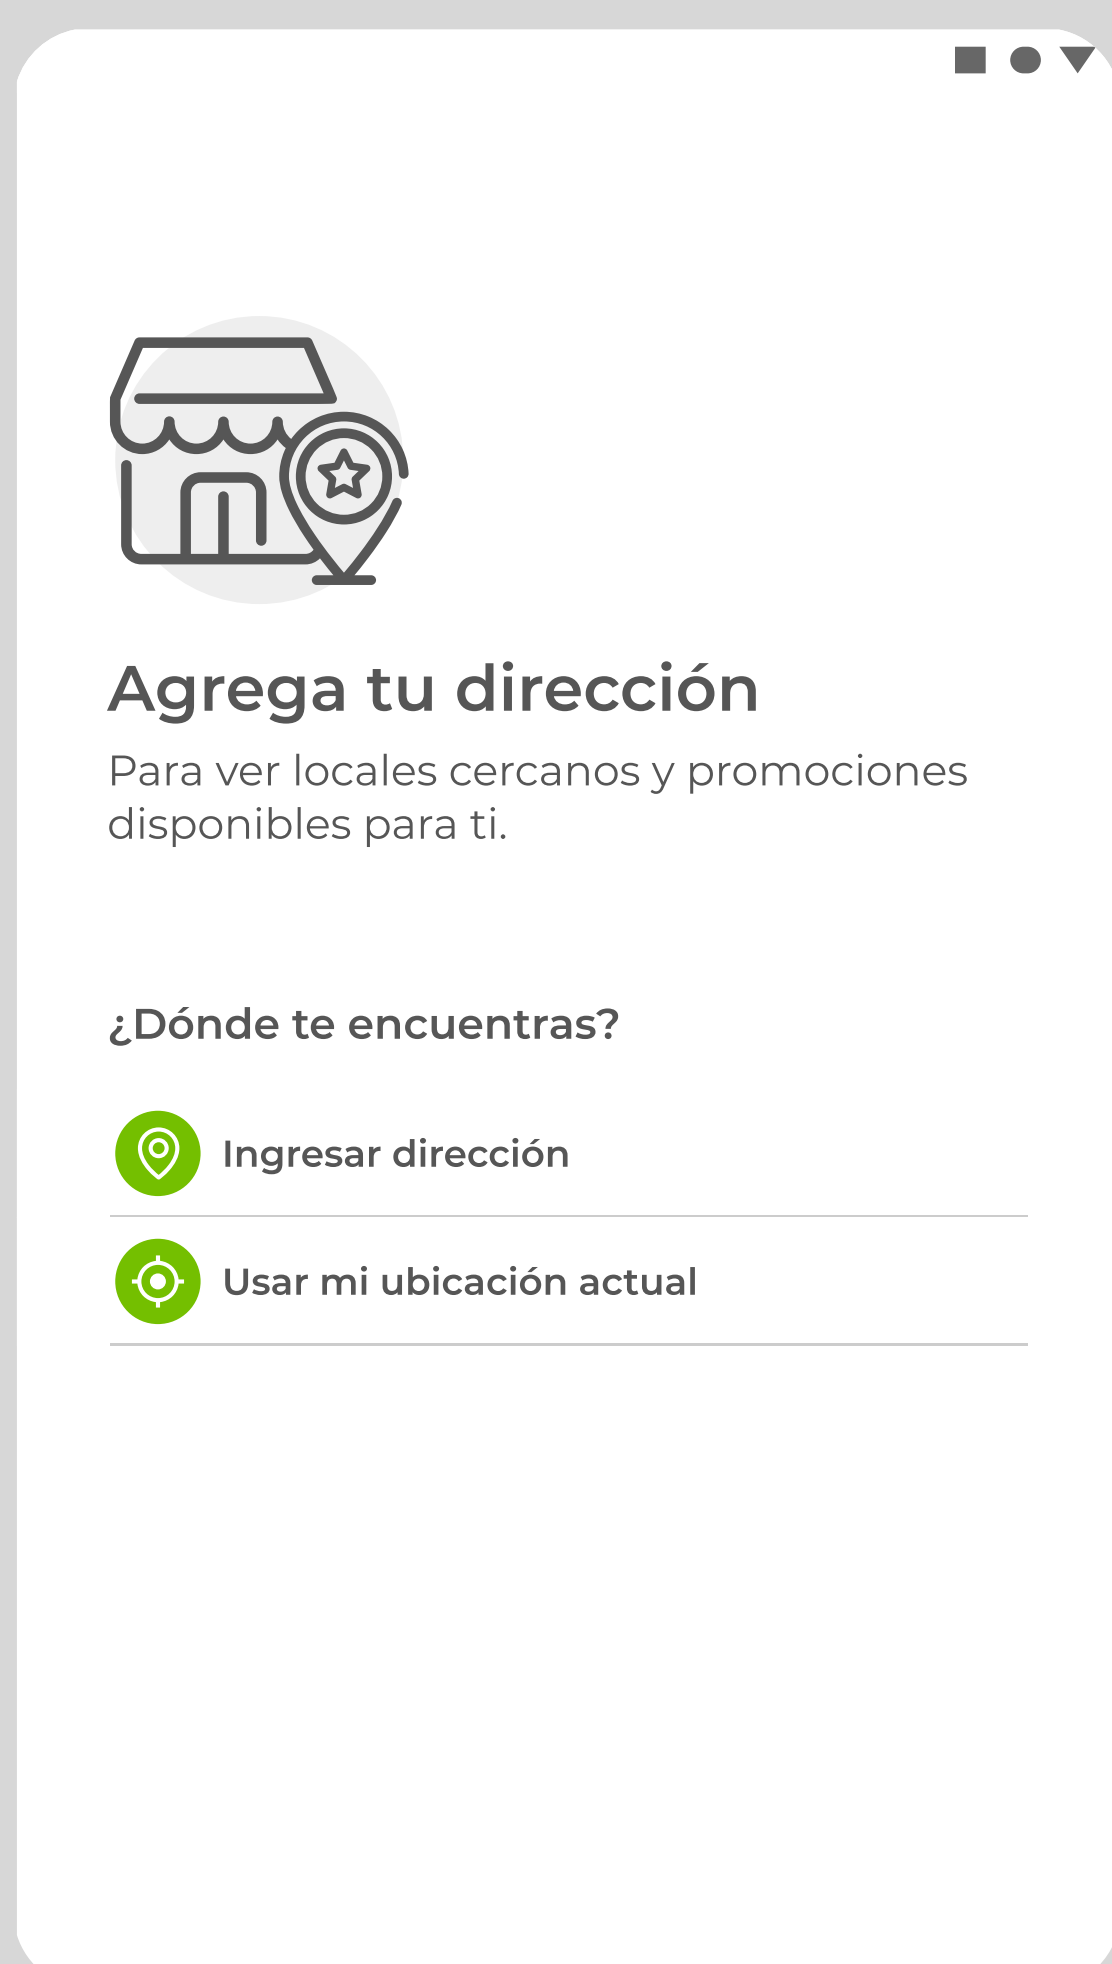 Agrega tu dirección
Para ver locales cercanos y promociones
disponibles para ti.
¿Dónde te encuentras?
Ingresar dirección
Usar mi ubicación actual